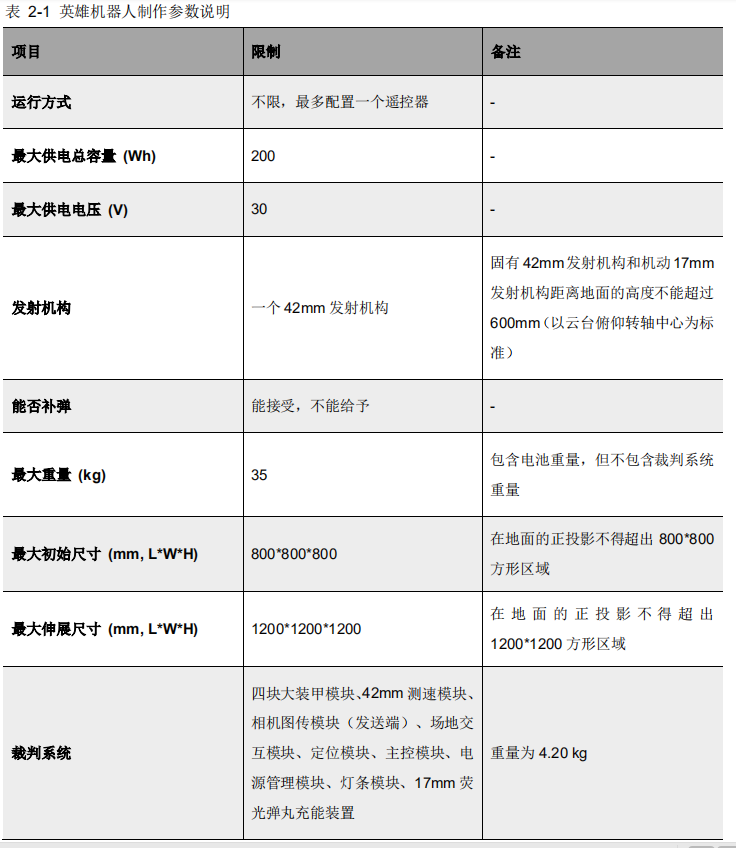 表 2-1 英雄机器人制作参数说明
项目 限制 备注
运行方式 不限，最多配置一个遥控器 -
最大供电总容量 (Wh) 200 -
最大供电电压 (V) 30 -
发射机构 一个 42mm 发射机构
固有 42mm 发射机构和机动 17mm
发射机构距离地面的高度不能超过
600mm（以云台俯仰转轴中心为标
准）
能否补弹 能接受，不能给予 -
最大重量 (kg) 35
包含电池重量，但不包含裁判系统
重量
最大初始尺寸 (mm, L*W*H) 800*800*800
在地面的正投影不得超出 800*800
方形区域
最大伸展尺寸 (mm, L*W*H) 1200*1200*1200
在地面的正投影不得超出
1200*1200 方形区域
裁判系统
四块大装甲模块、42mm 测速模块、
相机图传模块（发送端）、场地交
互模块、定位模块、主控模块、电
源管理模块、灯条模块、17mm 荧
光弹丸充能装置
重量为 4.20 kg